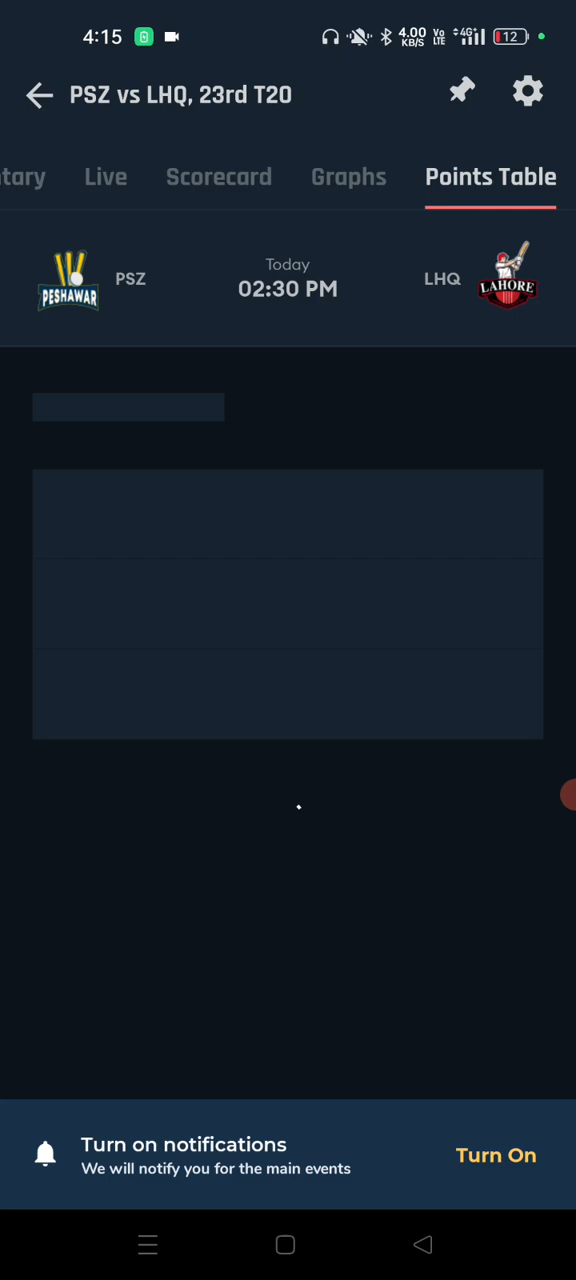 4:15
4.00 KB/S Vo LTE 4G+ 12
PSZ vs LHQ, 23rd T20
tary Live Scorecard Graphs Points Table
PESHAWAR PSZ
Today
02:30 PM
LHQ LAHORE
Turn on notifications
We will notify you for the main events
Turn On